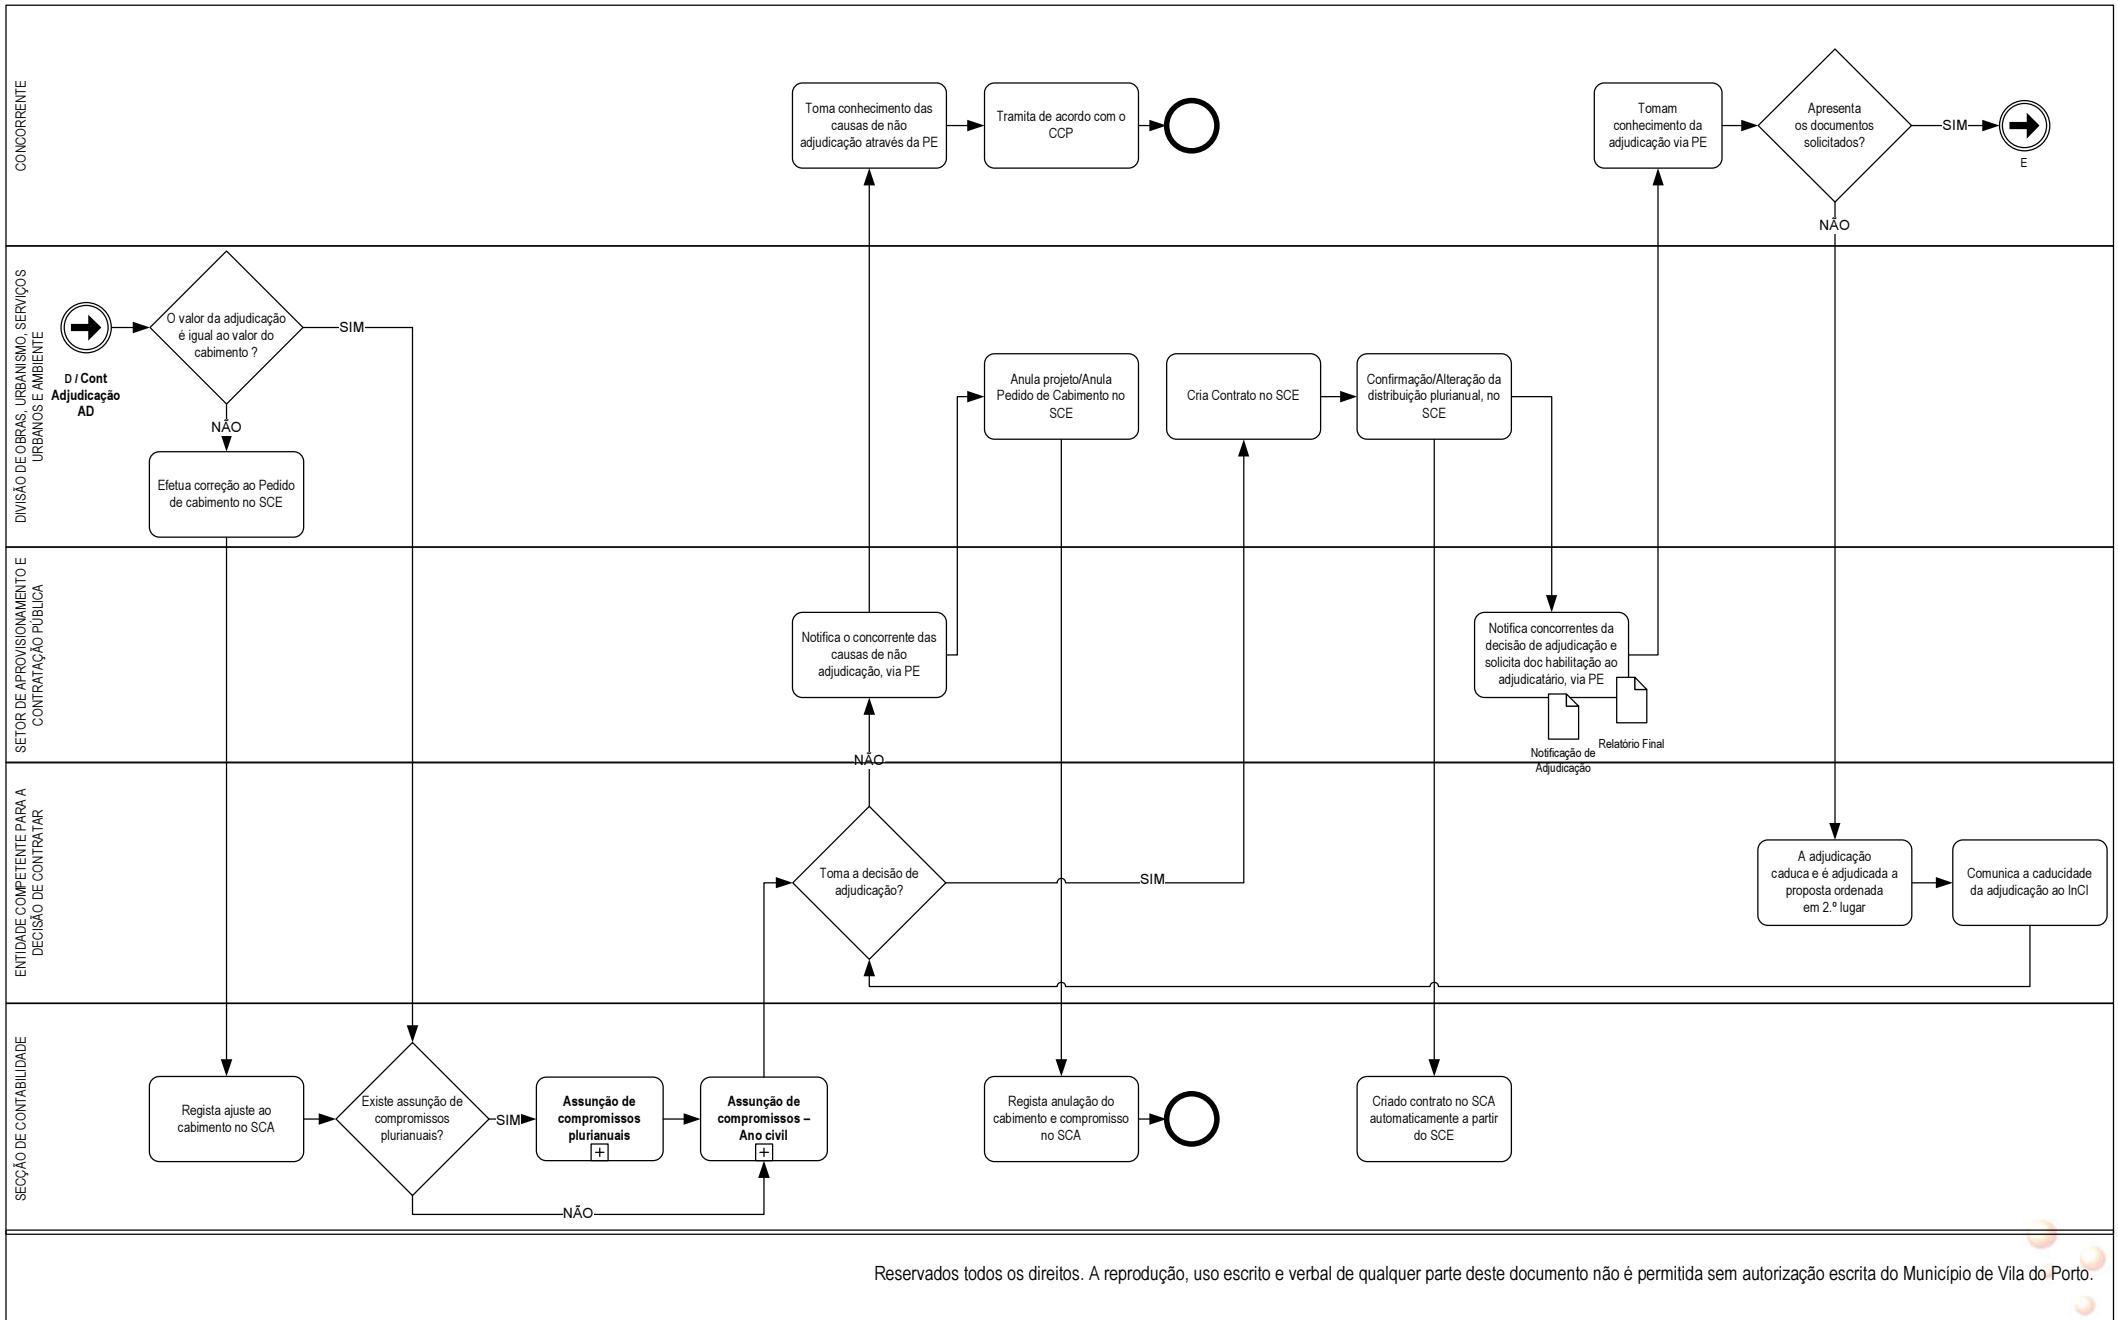 CONCORRENTE
Toma conhecimento das
causas de não
adjudicação através da PE
Tramita de acordo com o
CCP
Tomam
conhecimento da
adjudicação via PE
Apresenta
os documentos
solicitados?
SIM
E
NÃO
DIVISÃO DE OBRAS, URBANISMO, SERVIÇOS
URBANOS E AMBIENTE
D / Cont
Adjudicação
AD
O valor da adjudicação
é igual ao valor do
cabimento ?
SIM
NÃO
Efetua correção ao Pedido
de cabimento no SCE
Anula projeto/Anula
Pedido de Cabimento no
SCE
Cria Contrato no SCE
Confirmação/Alteração da
distribuição plurianual, no
SCE
SETOR DE APROVISIONAMENTO E
CONTRATAÇÃO PÚBLICA
Notifica o concorrente das
causas de não
adjudicação, via PE
Notifica concorrentes da
decisão de adjudicação e
solicita doc habilitação ao
adjudicatário, via PE
Notificação de
Adjudicação
Relatório Final
NÃO
ENTIDADE COMPETENTE PARA A
DECISÃO DE CONTRATAR
Toma a decisão de
adjudicação?
SIM
A adjudicação
caduca e é adjudicada a
proposta ordenada
em 2.º lugar
Comunica a caducidade
da adjudicação ao InCI
SECÇÃO DE CONTABILIDADE
Regista ajuste ao
cabimento no SCA
Existe assunção de
compromissos
plurianuais?
SIM
Assunção de
compromissos
plurianuais
Assunção de
compromissos –
Ano civil
NÃO
Regista anulação do
cabimento e compromisso
no SCA
Criado contrato no SCA
automaticamente a partir
do SCE
Reservados todos os direitos. A reprodução, uso escrito e verbal de qualquer parte deste documento não é permitida sem autorização escrita do Município de Vila do Porto.